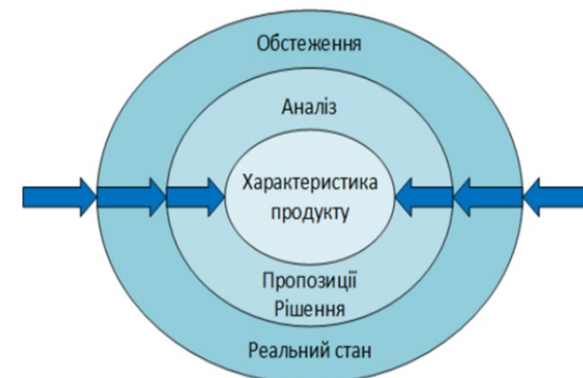 Обстеження
Аналіз
Характеристика
продукту
Пропозиції
Рішення
Реальний стан